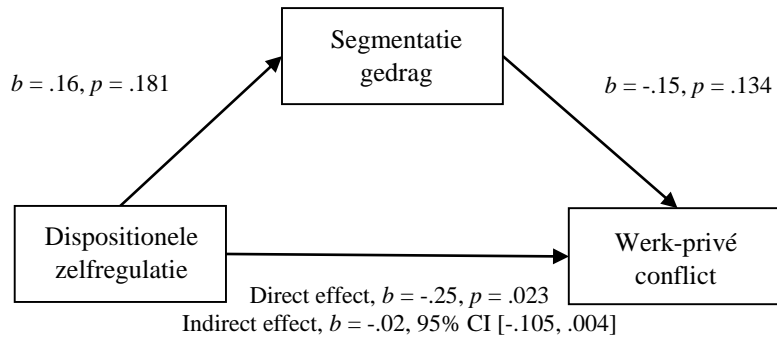 Segmentatie
gedrag
b = .16, p = .181
b = -.15, p = .134
Dispositionele
zelfregulatie
Werk-privé
conflict
Direct effect, b = -.25, p = .023
Indirect effect, b = -.02, 95% CI [-.105, .004]